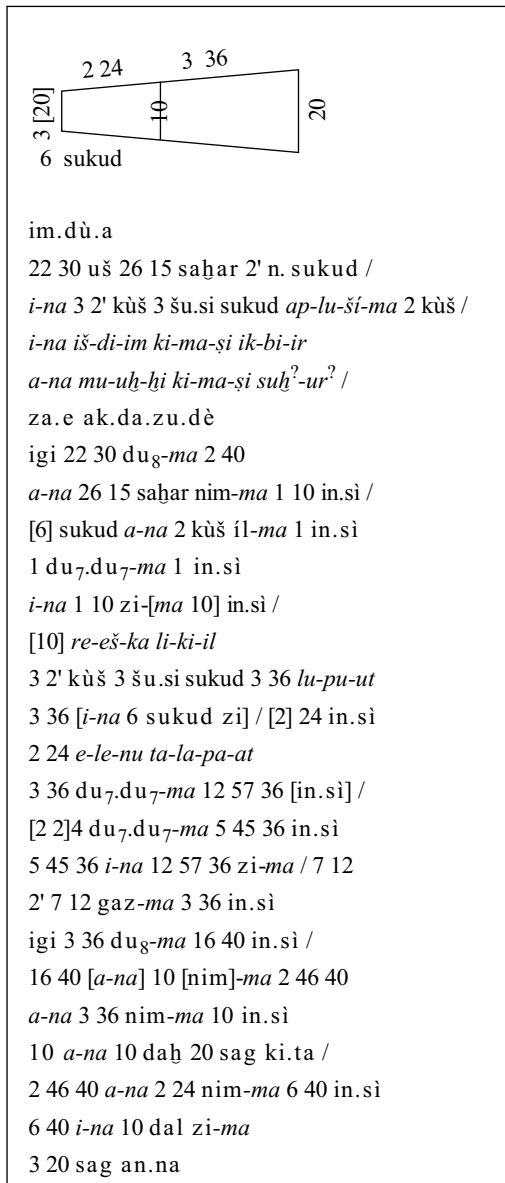 2 24
3 36
3 [20]
10
20
6 sukud
im.dù.a
22 30 uš 26 15 saḫar 2' n. sukud /
i-na 3 2' kùš 3 šu.si sukud ap-lu-ší-ma 2 kùš /
i-na iš-di-im ki-ma-ṣi ik-bi-ir
a-na mu-uḫ-ḫi ki-ma-ṣi suḫ?-ur? /
za.e ak.da.zu.dè
igi 22 30 du₈-ma 2 40
a-na 26 15 saḫar nim-ma 1 10 in.sì /
[6] sukud a-na 2 kùš íl-ma 1 in.sì
1 du₇.du₇-ma 1 in.sì
i-na 1 10 zi-[ma 10] in.sì /
[10] re-eš-ka li-ki-il
3 2' kùš 3 šu.si sukud 3 36 lu-pu-ut
3 36 [i-na 6 sukud zi] / [2] 24 in.sì
2 24 e-le-nu ta-la-pa-at
3 36 du₇.du₇-ma 12 57 36 [in.sì] /
[2 2]4 du₇.du₇-ma 5 45 36 in.sì
5 45 36 i-na 12 57 36 zi-ma / 7 12
2' 7 12 gaz-ma 3 36 in.sì
igi 3 36 du₈-ma 16 40 in.sì /
16 40 [a-na] 10 [nim]-ma 2 46 40
a-na 3 36 nim-ma 10 in.sì
10 a-na 10 daḫ 20 sag ki.ta /
2 46 40 a-na 2 24 nim-ma 6 40 in.sì
6 40 i-na 10 dal zi-ma
3 20 sag an.na